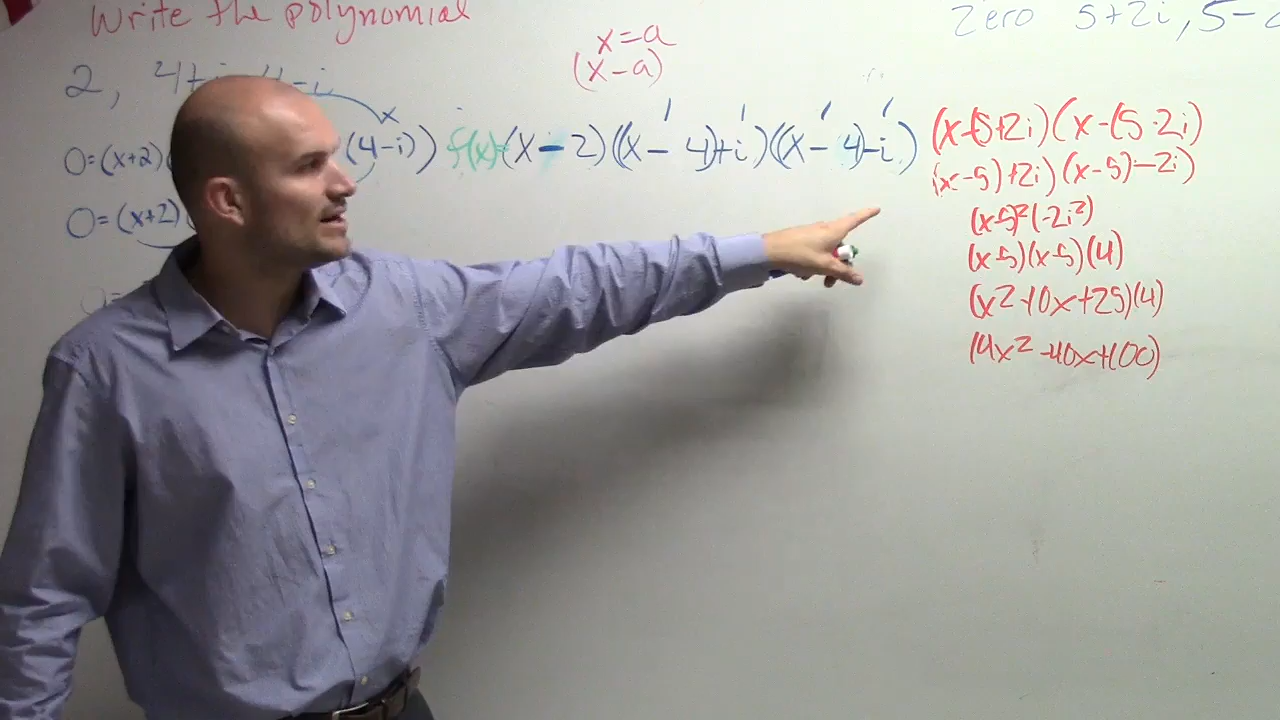 Write the polynomial
Zero 5+2i, 5-
x=a
(x-a)
2, 4+i, 4-i
0=(x+2) (4-i)) f(x)=(x-2)((x-4)+i)((x-4)-i)
0=(x+2)
0=
(x-(5+2i)(x-(5-2i)
(x-5)+2i)(x-5)-2i)
(x-5)²(-2i²)
(x-5)(x-5)(4)
(x²-10x+25)(4)
(4x²-40x+100)